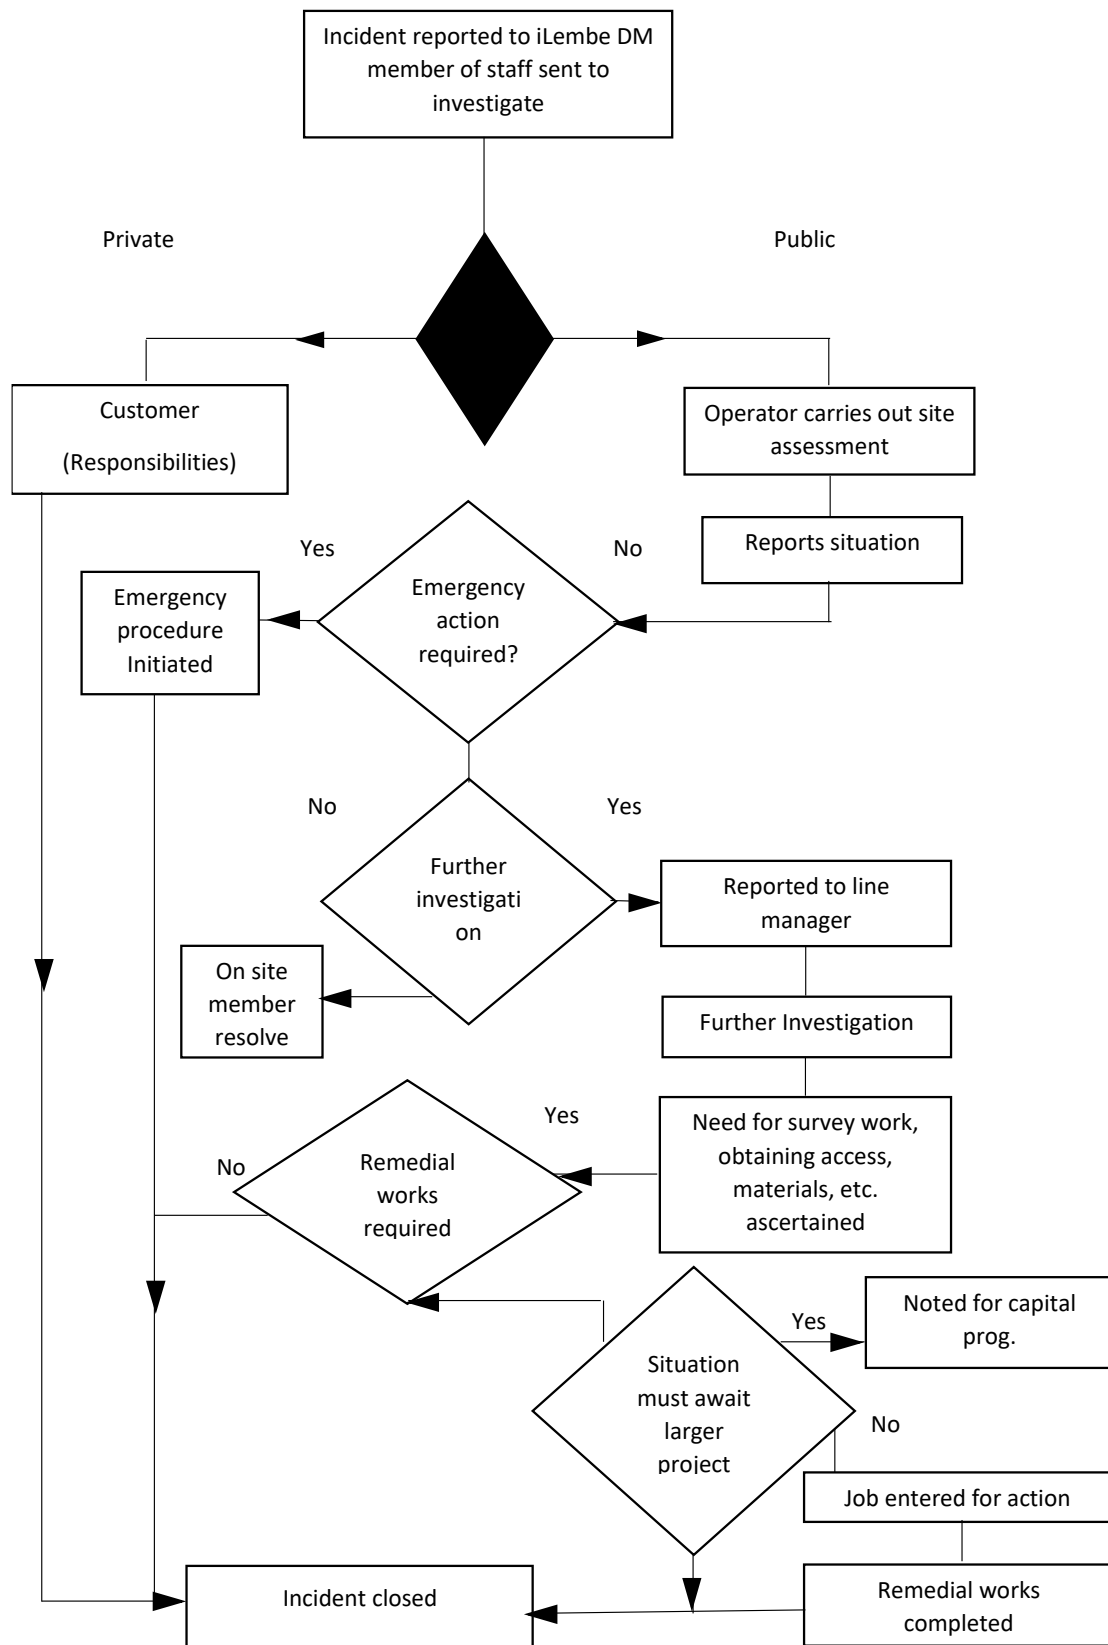 Incident reported to iLembe DM
member of staff sent to
investigate
Private
Public
Customer
(Responsibilities)
Operator carries out site
assessment
Reports situation
Yes
No
Emergency
action
required?
Emergency
procedure
Initiated
No
Yes
Further
investigati
on
Reported to line
manager
On site
member
resolve
Further Investigation
Yes
Need for survey work,
obtaining access,
materials, etc.
ascertained
No
Remedial
works
required
Noted for capital
prog.
Yes
Situation
must await
larger
project
No
Job entered for action
Incident closed
Remedial works
completed